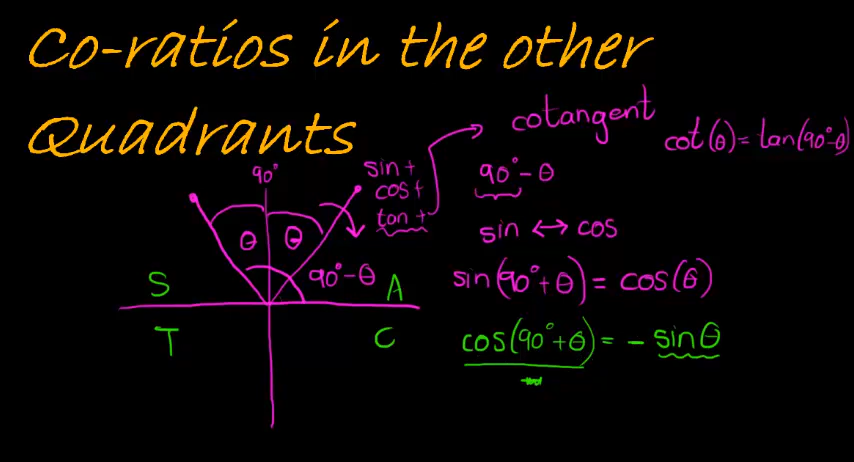 Co-ratios in the other
Quadrants
cotangent
cot(θ)=tan(90°-θ)
90°
sin +
cos +
tan +
90° - θ
sin ↔ cos
θ θ
90° - θ
S
A
sin(90° + θ) = cos(θ)
T
C
cos(90° + θ) = - sinθ